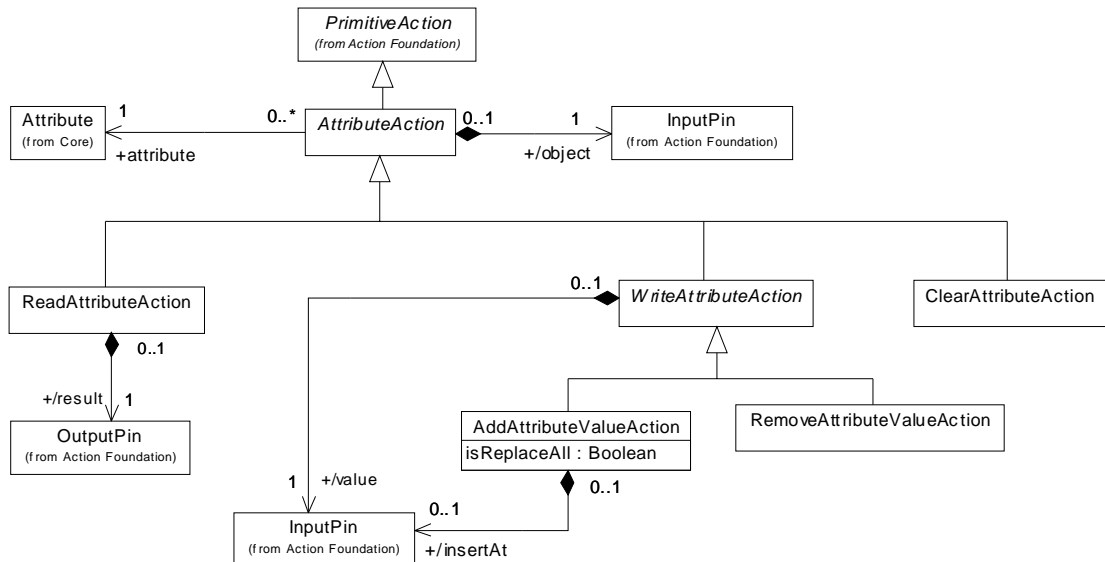 PrimitiveAction
(from Action Foundation)
Attribute
(from Core)
1
0..*
+attribute
AttributeAction
0..1
1
+/object
InputPin
(from Action Foundation)
ReadAttributeAction
0..1
+/result
1
OutputPin
(from Action Foundation)
0..1
WriteAttributeAction
ClearAttributeAction
AddAttributeValueAction
isReplaceAll : Boolean
RemoveAttributeValueAction
0..1
1
+/value
0..1
+/insertAt
InputPin
(from Action Foundation)